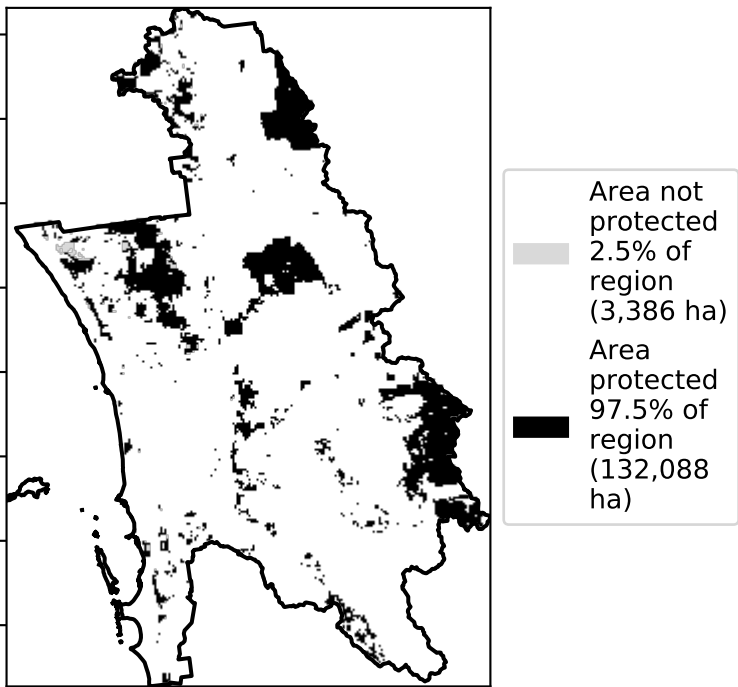 Area not
protected
2.5% of
region
(3,386 ha)
Area
protected
97.5% of
region
(132,088
ha)